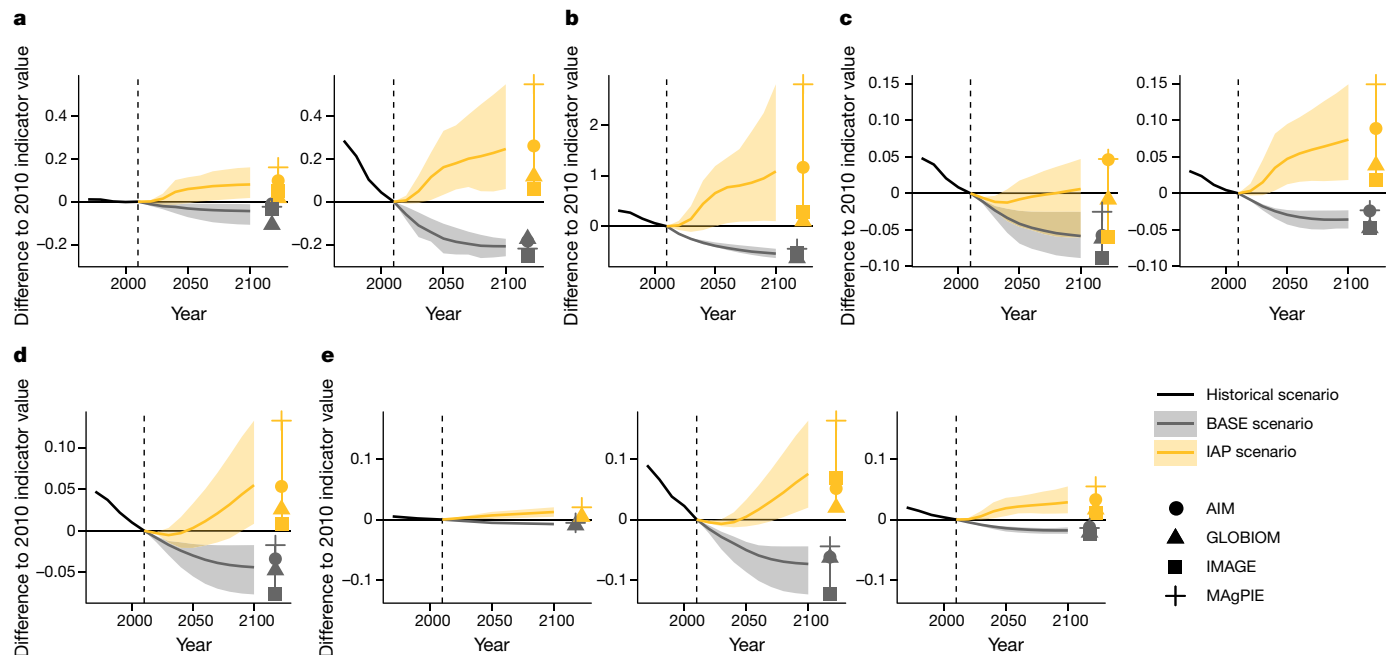 a
b
c
Difference to 2010 indicator value
0.4
0.2
0
–0.2
2000
2050
2100
Year
0.4
0.2
0
–0.2
2000
2050
2100
Year
Difference to 2010 indicator value
2
1
0
2000
2050
2100
Year
Difference to 2010 indicator value
0.15
0.10
0.05
0
–0.05
–0.10
2000
2050
2100
Year
0.15
0.10
0.05
0
–0.05
–0.10
2000
2050
2100
Year
d
e
Difference to 2010 indicator value
0.10
0.05
0
–0.05
2000
2050
2100
Year
Difference to 2010 indicator value
0.1
0
–0.1
2000
2050
2100
Year
0.1
0
–0.1
2000
2050
2100
Year
0.1
0
–0.1
2000
2050
2100
Year
Historical scenario
BASE scenario
IAP scenario
AIM
GLOBIOM
IMAGE
MAgPIE